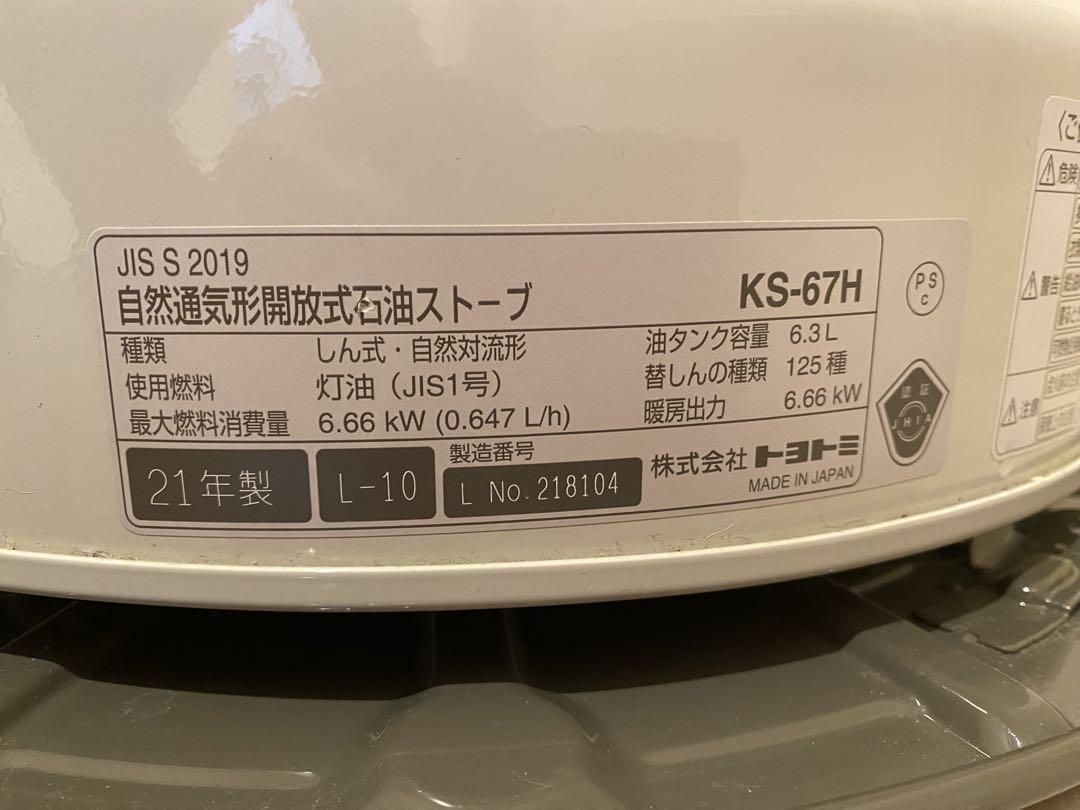 JIS S 2019
自然通気形開放式石油ストーブ KS-67H
種類 しん式・自然対流形
使用燃料 灯油（JIS1号）
最大燃料消費量 6.66 kW (0.647 L/h)
油タンク容量 6.3 L
替しんの種類 125 種
暖房出力 6.66 kW
21年製 L-10
製造番号
L No.218104
株式会社 トヨトミ
MADE IN JAPAN
PS
C
認証
JHIA
危険
警告
注意